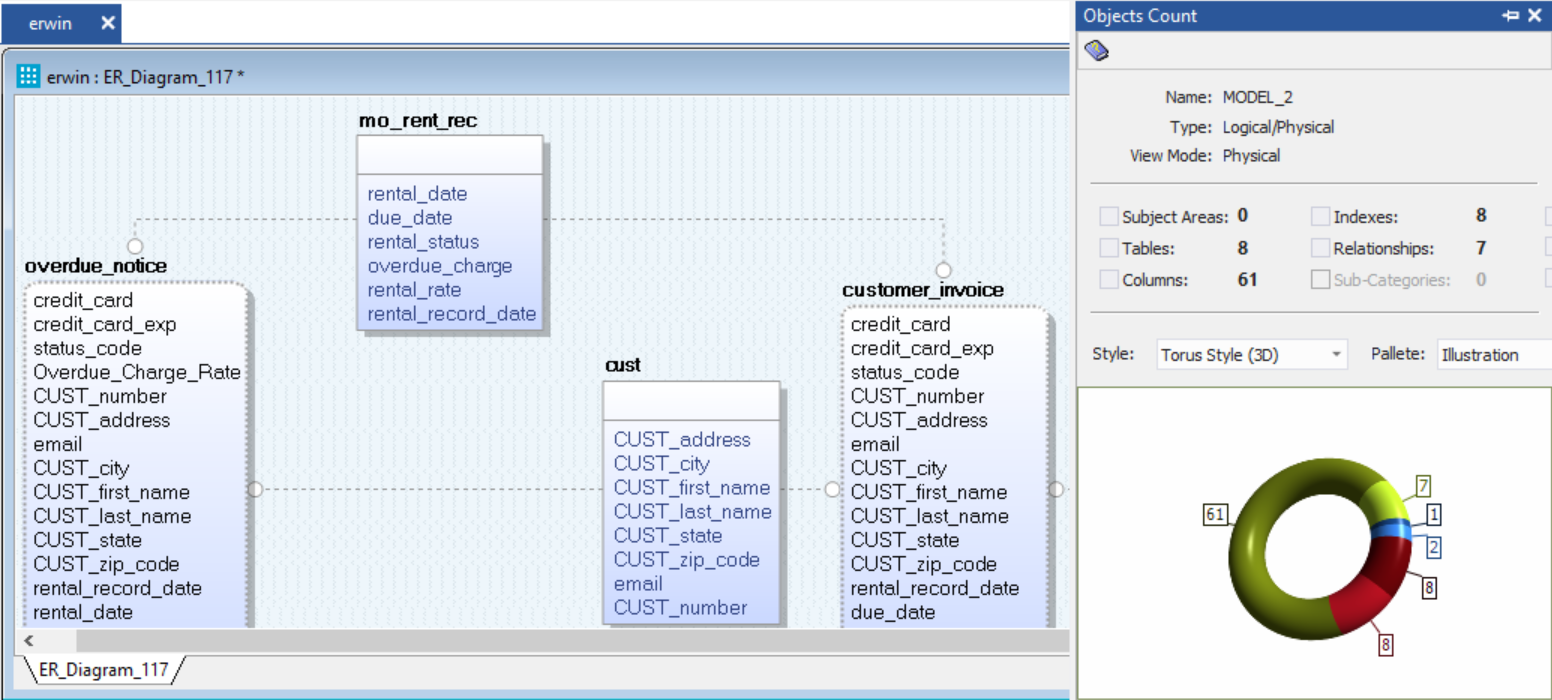 erwin
erwin : ER_Diagram_117 *
mo_rent_rec
rental_date
due_date
rental_status
overdue_charge
rental_rate
rental_record_date
overdue_notice
credit_card
credit_card_exp
status_code
Overdue_Charge_Rate
CUST_number
CUST_address
email
CUST_city
CUST_first_name
CUST_last_name
CUST_state
CUST_zip_code
rental_record_date
rental_date
cust
CUST_address
CUST_city
CUST_first_name
CUST_last_name
CUST_state
CUST_zip_code
email
CUST_number
customer_invoice
credit_card
credit_card_exp
status_code
CUST_number
CUST_address
email
CUST_city
CUST_first_name
CUST_last_name
CUST_state
CUST_zip_code
rental_record_date
due_date
ER_Diagram_117
Objects Count
Name: MODEL_2
Type: Logical/Physical
View Mode: Physical
Subject Areas: 0 Indexes: 8
Tables: 8 Relationships: 7
Columns: 61 Sub-Categories: 0
Style: Torus Style (3D) Pallete: Illustration
7
61
1
2
8
8